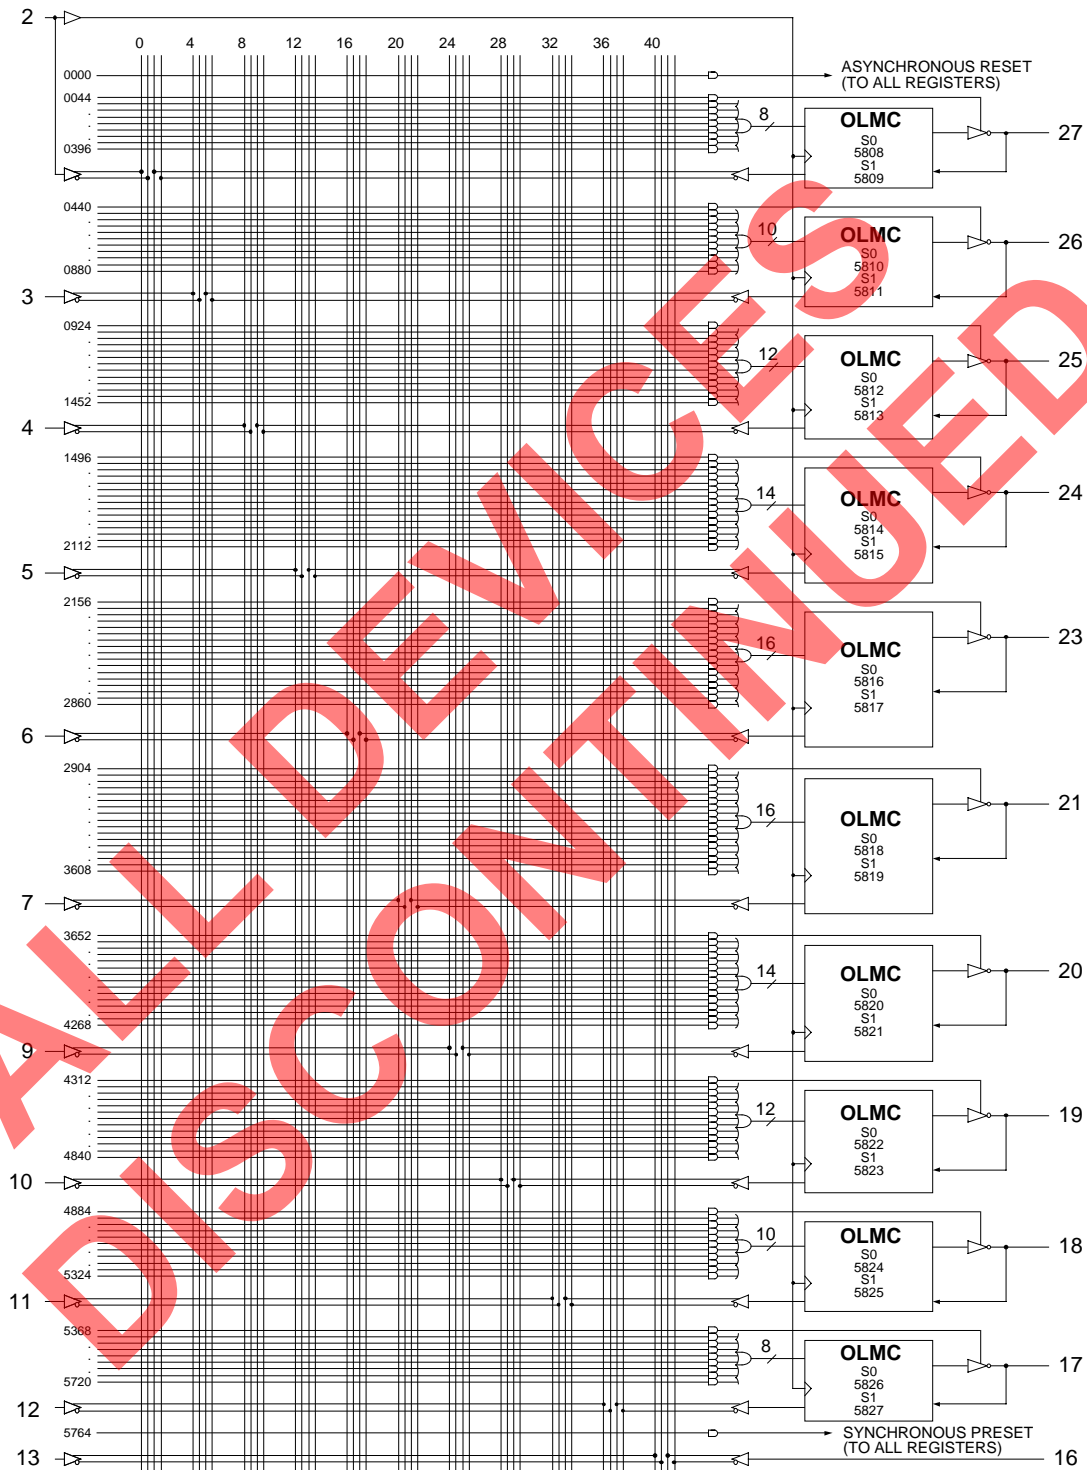 2
0 4 8 12 16 20 24 28 32 36 40
0000 ASYNCHRONOUS RESET
(TO ALL REGISTERS)
0044
8 OLMC 27
S0
5808
S1
5809
0396
0440
10 OLMC 26
S0
5810
S1
5811
0880
3
0924
12 OLMC 25
S0
5812
S1
5813
1452
4
1496
14 OLMC 24
S0
5814
S1
5815
2112
5
2156
16 OLMC 23
S0
5816
S1
5817
2860
6
2904
16 OLMC 21
S0
5818
S1
5819
3608
7
3652
14 OLMC 20
S0
5820
S1
5821
4268
9
4312
12 OLMC 19
S0
5822
S1
5823
4840
10
4884
10 OLMC 18
S0
5824
S1
5825
5324
11
5368
8 OLMC 17
S0
5826
S1
5827
5720
12
5764 SYNCHRONOUS PRESET
(TO ALL REGISTERS)
13 16
ALL DEVICES
DISCONTINUED